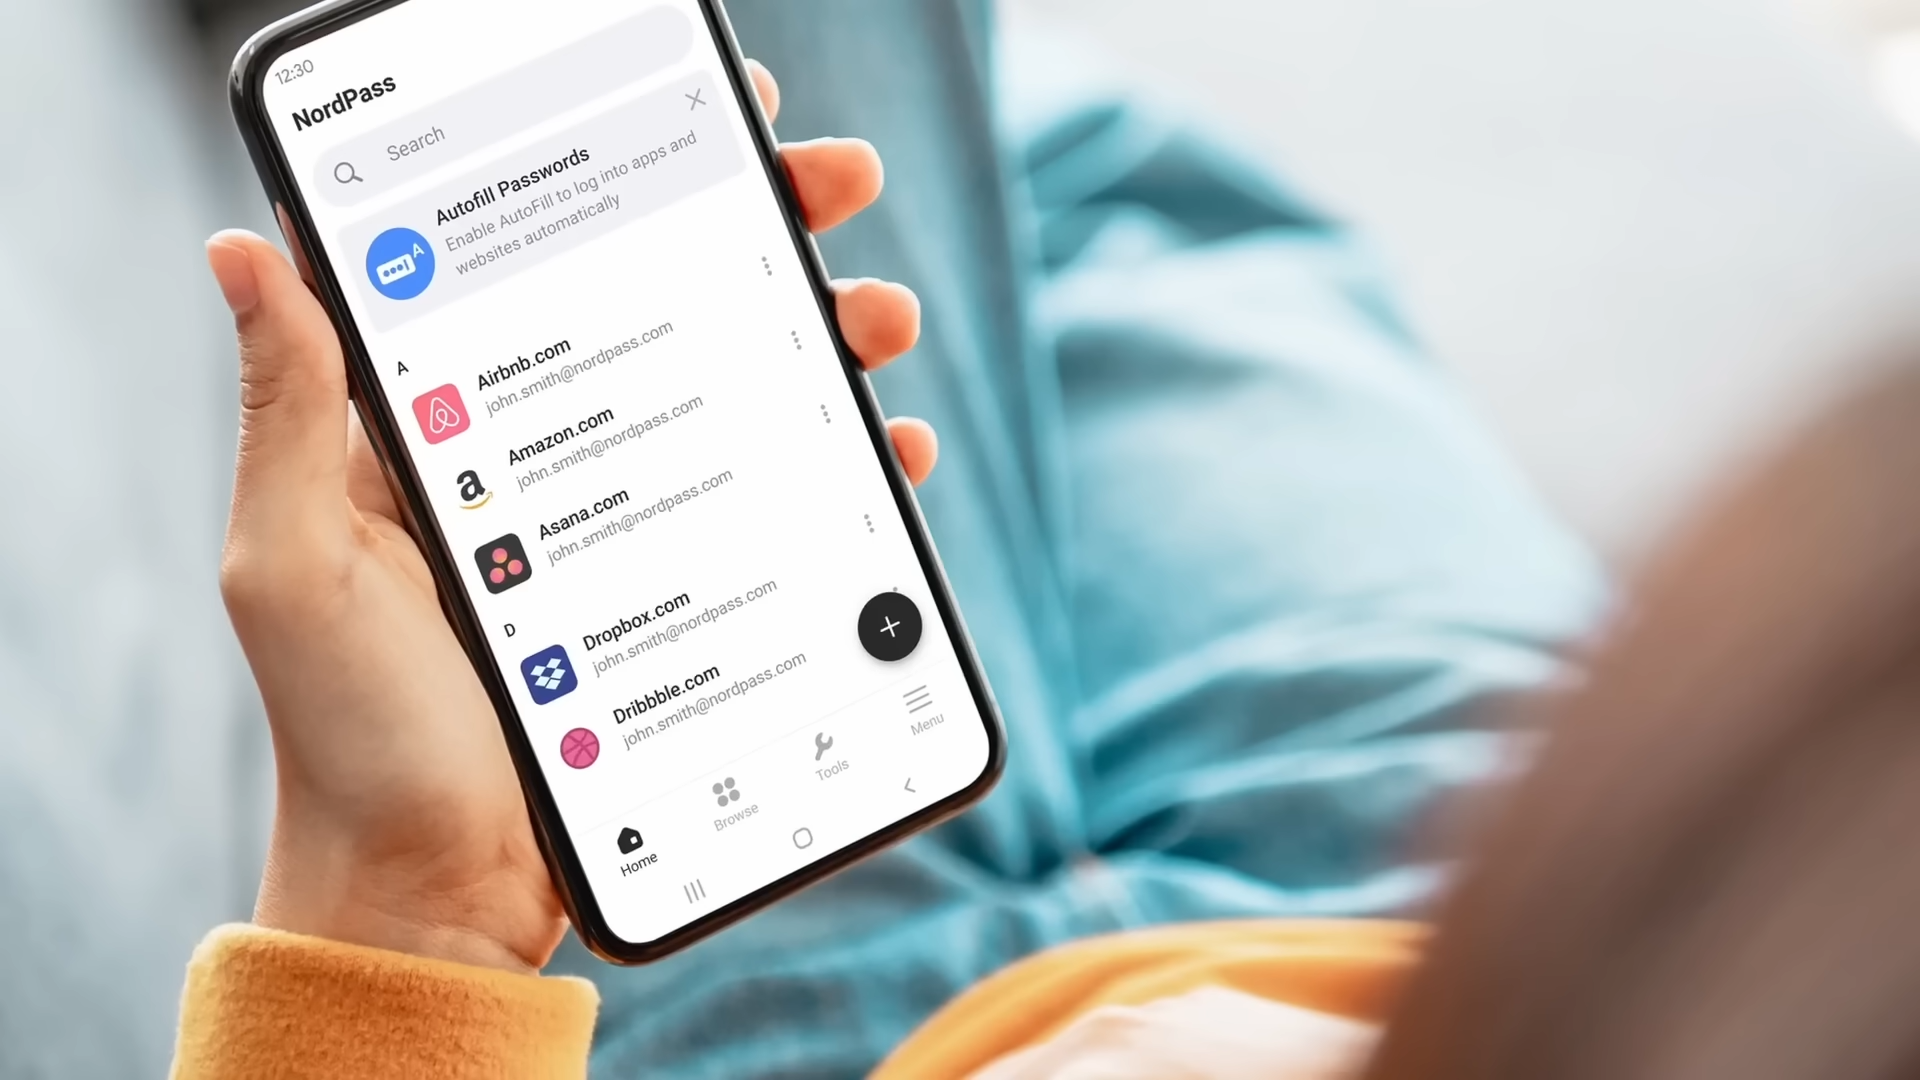 12:30
NordPass
Search
Autofill Passwords
Enable AutoFill to log into apps and
websites automatically
A
A
Airbnb.com
john.smith@nordpass.com
a
Amazon.com
john.smith@nordpass.com
Asana.com
john.smith@nordpass.com
D
Dropbox.com
john.smith@nordpass.com
Dribbble.com
john.smith@nordpass.com
Home
Browse
Tools
Menu